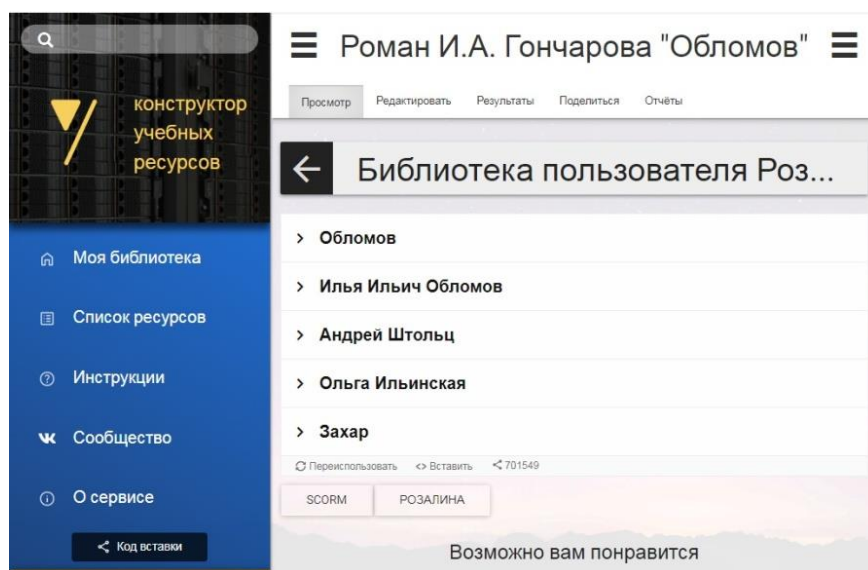 конструктор
учебных
ресурсов
Моя библиотека
Список ресурсов
Инструкции
Сообщество
О сервисе
Код вставки
Роман И.А. Гончарова "Обломов"
Просмотр Редактировать Результаты Поделиться Отчёты
Библиотека пользователя Роз...
Обломов
Илья Ильич Обломов
Андрей Штольц
Ольга Ильинская
Захар
Переиспользовать <> Вставить 701549
SCORM РОЗАЛИНА
Возможно вам понравится